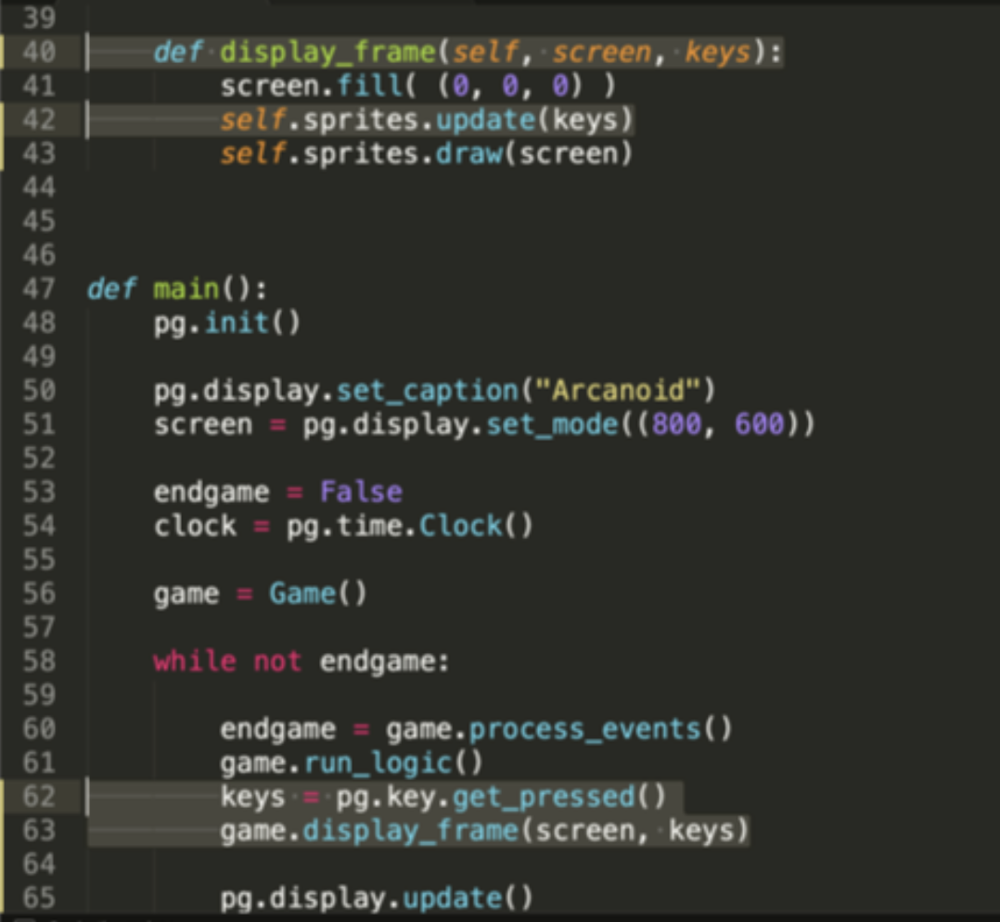 39
40 def display_frame(self, screen, keys):
41 screen.fill( (0, 0, 0) )
42 self.sprites.update(keys)
43 self.sprites.draw(screen)
44
45
46
47 def main():
48 pg.init()
49
50 pg.display.set_caption("Arcanoid")
51 screen = pg.display.set_mode((800, 600))
52
53 endgame = False
54 clock = pg.time.Clock()
55
56 game = Game()
57
58 while not endgame:
59
60 endgame = game.process_events()
61 game.run_logic()
62 keys = pg.key.get_pressed()
63 game.display_frame(screen, keys)
64
65 pg.display.update()